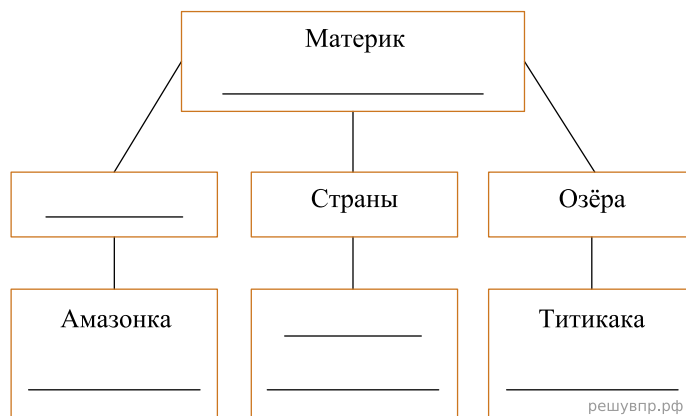 Материк
Страны
Озёра
Амазонка
Титикака
решувпр.рф